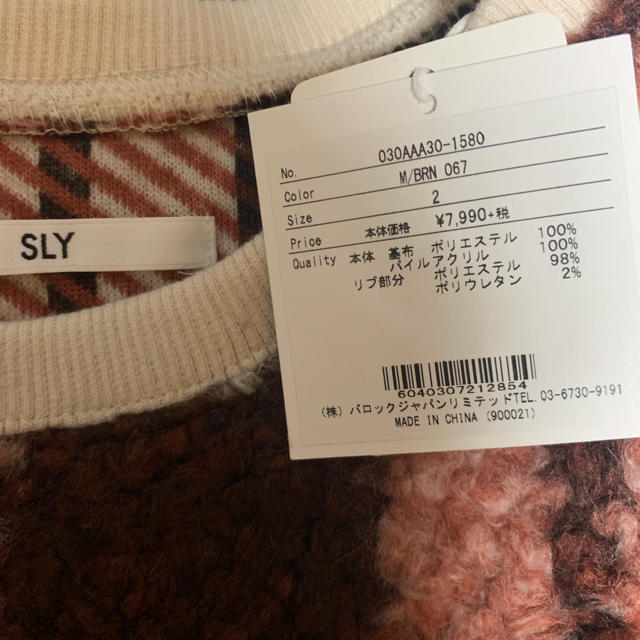 SLY
No. 030AAA30-1580
Color M/BRN 067
Size 2
Price 本体価格 ¥7,990+税
Quality 本体 基布 ポリエステル 100%
パイル アクリル 100%
リブ部分 ポリエステル 98%
ポリウレタン 2%
6040307212854
(株) バロックジャパンリミテッドTEL.03-6730-9191
MADE IN CHINA (900021)